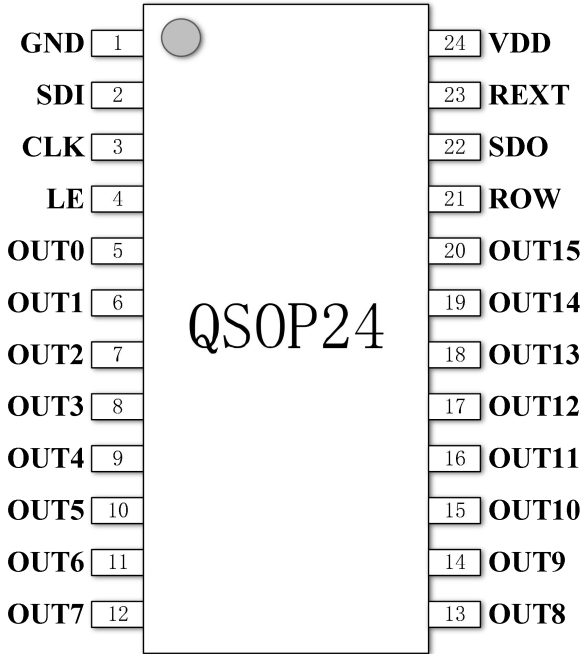 GND 1 24 VDD
SDI 2 23 REXT
CLK 3 22 SDO
LE 4 21 ROW
OUT0 5 20 OUT15
OUT1 6 19 OUT14
QSOP24
OUT2 7 18 OUT13
OUT3 8 17 OUT12
OUT4 9 16 OUT11
OUT5 10 15 OUT10
OUT6 11 14 OUT9
OUT7 12 13 OUT8